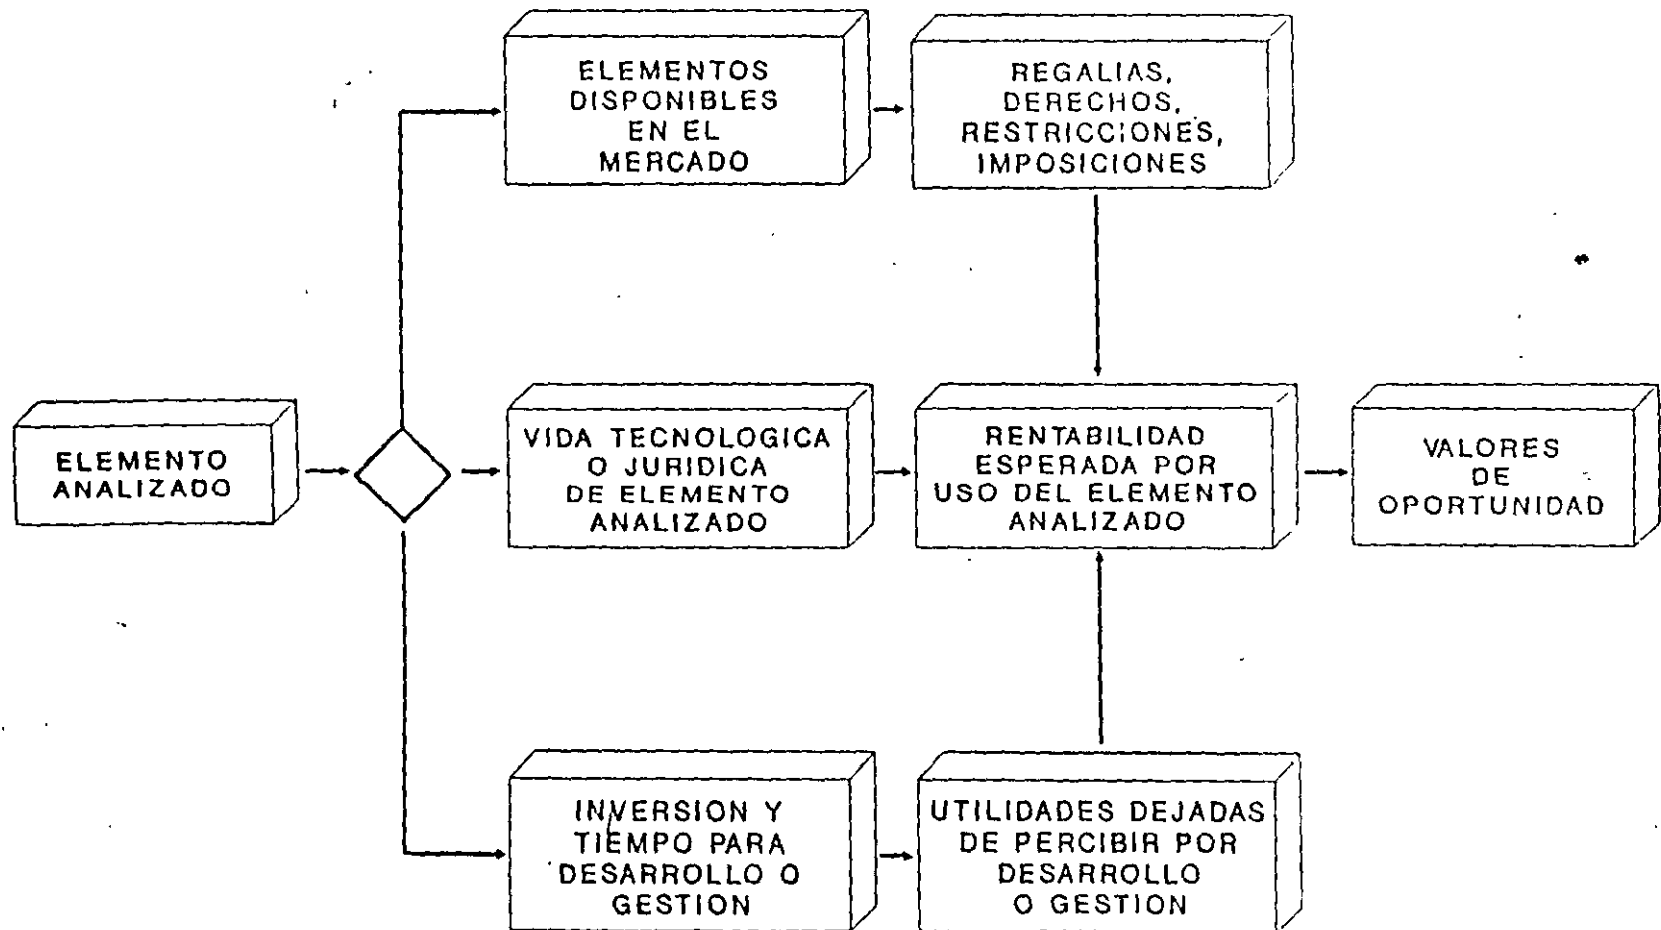 ELEMENTOS
DISPONIBLES
EN EL
MERCADO
REGALIAS,
DERECHOS,
RESTRICCIONES,
IMPOSICIONES
ELEMENTO
ANALIZADO
VIDA TECNOLOGICA
O JURIDICA
DE ELEMENTO
ANALIZADO
RENTABILIDAD
ESPERADA POR
USO DEL ELEMENTO
ANALIZADO
VALORES
DE
OPORTUNIDAD
INVERSION Y
TIEMPO PARA
DESARROLLO O
GESTION
UTILIDADES DEJADAS
DE PERCIBIR POR
DESARROLLO
O GESTION